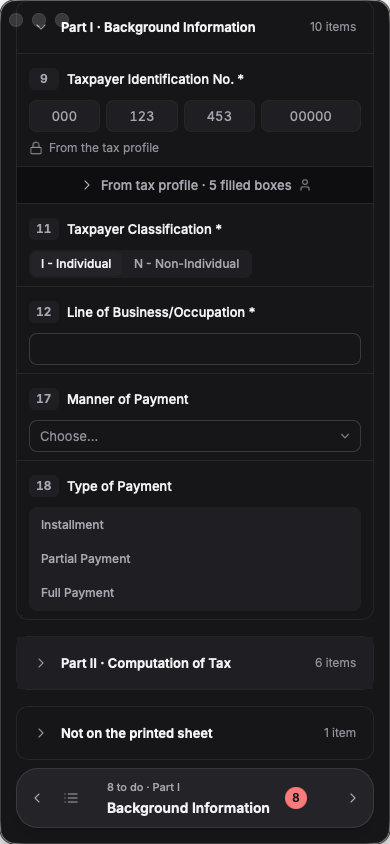 Part I · Background Information 10 items
9 Taxpayer Identification No. *
000 123 453 00000
From the tax profile
From tax profile · 5 filled boxes
11 Taxpayer Classification *
I - Individual N - Non-Individual
12 Line of Business/Occupation *
17 Manner of Payment
Choose...
18 Type of Payment
Installment
Partial Payment
Full Payment
Part II · Computation of Tax 6 items
Not on the printed sheet 1 item
8 to do · Part I
Background Information 8